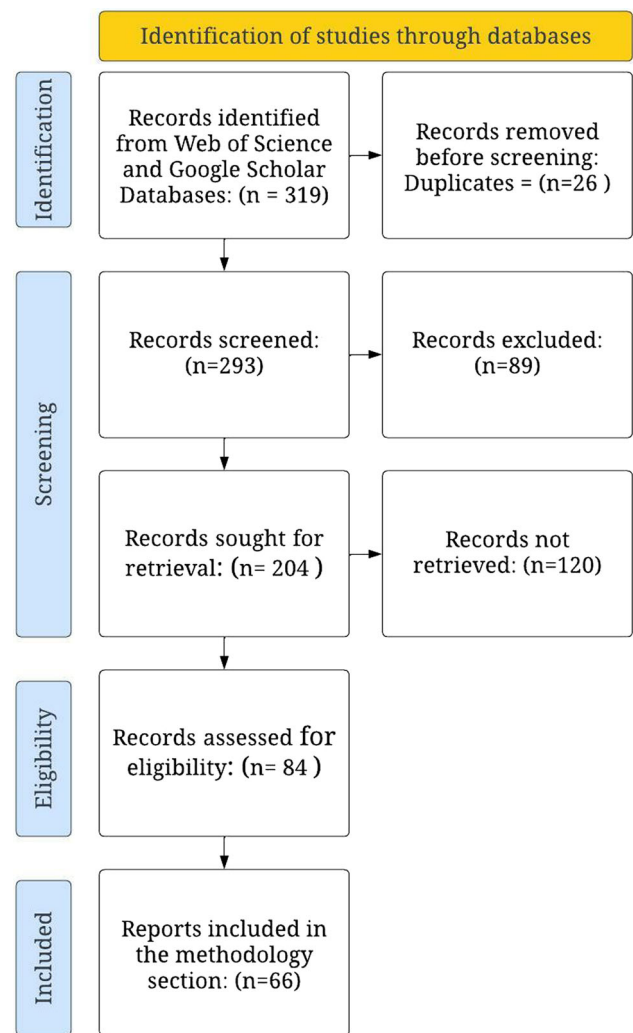 Identification of studies through databases
Identification
Records identified
from Web of Science
and Google Scholar
Databases: (n = 319)
Records removed
before screening:
Duplicates = (n=26 )
Screening
Records screened:
(n=293)
Records excluded:
(n=89)
Records sought for
retrieval: (n= 204 )
Records not
retrieved: (n=120)
Eligibility
Records assessed for
eligibility: (n= 84 )
Included
Reports included in
the methodology
section: (n=66)